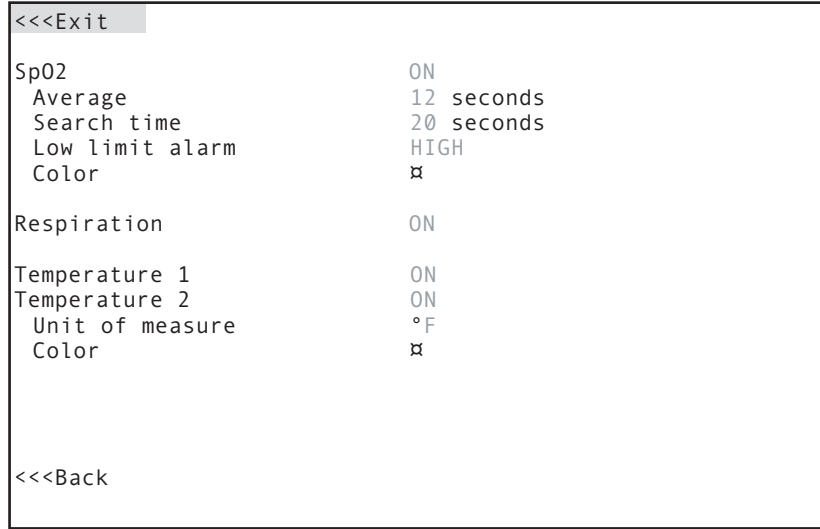 <<<Exit
SpO2 ON
Average 12 seconds
Search time 20 seconds
Low limit alarm HIGH
Color ¤
Respiration ON
Temperature 1 ON
Temperature 2 ON
Unit of measure °F
Color ¤
<<<Back